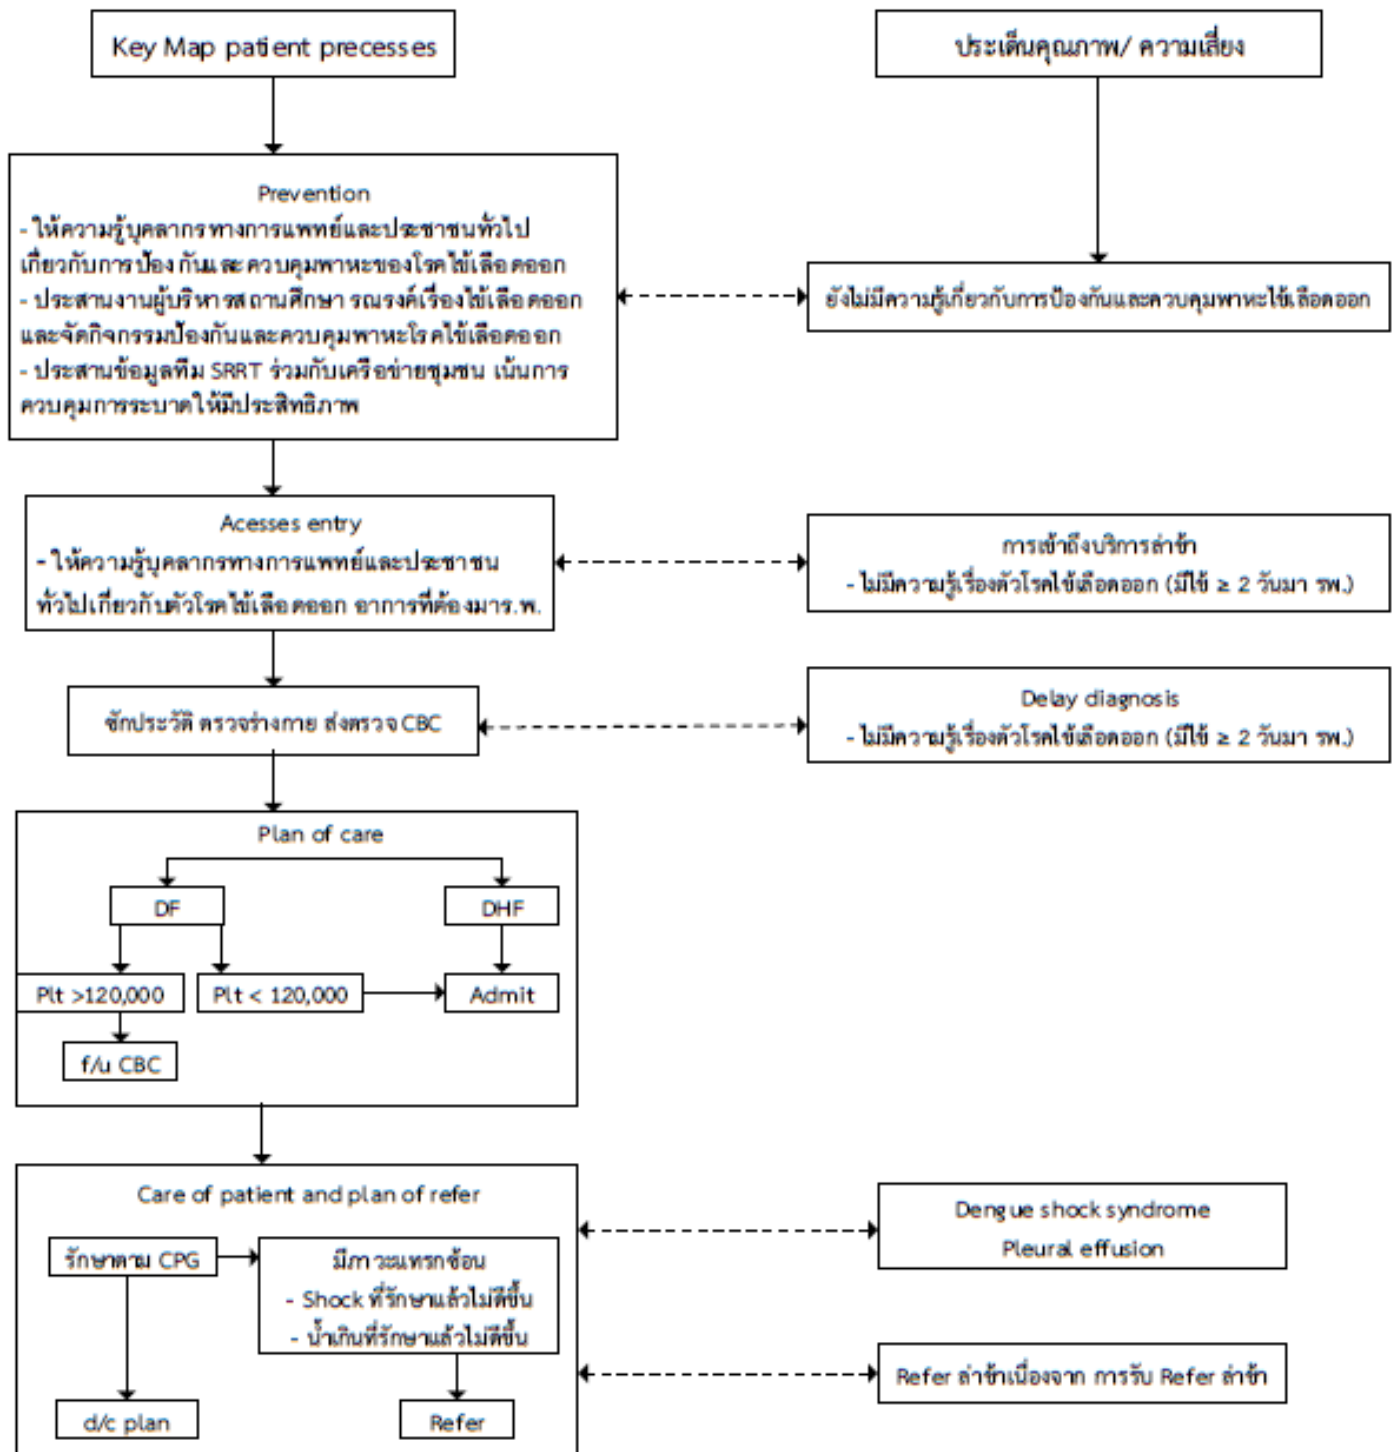 Key Map patient precesses
ประเด็นคุณภาพ/ ความเสี่ยง
Prevention
- ให้ความรู้บุคลากรทางการแพทย์และประชาชนทั่วไป
เกี่ยวกับการป้องกันและควบคุมพาหะของโรคไข้เลือดออก
- ประสานงานผู้บริหารสถานศึกษา รณรงค์เรื่องไข้เลือดออก
และจัดกิจกรรมป้องกันและควบคุมพาหะโรคไข้เลือดออก
- ประสานข้อมูลทีม SRRT ร่วมกับเครือข่ายชุมชน เน้นการ
ควบคุมการระบาดให้มีประสิทธิภาพ
ยังไม่มีความรู้เกี่ยวกับการป้องกันและควบคุมพาหะไข้เลือดออก
Acesses entry
- ให้ความรู้บุคลากรทางการแพทย์และประชาชน
ทั่วไปเกี่ยวกับตัวโรคไข้เลือดออก อาการที่ต้องมาร.พ.
การเข้าถึงบริการล่าช้า
- ไม่มีความรู้เรื่องตัวโรคไข้เลือดออก (มีไข้ ≥ 2 วันมา รพ.)
ซักประวัติ ตรวจร่างกาย ส่งตรวจ CBC
Delay diagnosis
- ไม่มีความรู้เรื่องตัวโรคไข้เลือดออก (มีไข้ ≥ 2 วันมา รพ.)
Plan of care
DF
DHF
Plt >120,000
Plt < 120,000
Admit
f/u CBC
Care of patient and plan of refer
รักษาตาม CPG
มีภาวะแทรกซ้อน
- Shock ที่รักษาแล้วไม่ดีขึ้น
- น้ำเกินที่รักษาแล้วไม่ดีขึ้น
d/c plan
Refer
Dengue shock syndrome
Pleural effusion
Refer ล่าช้าเนื่องจาก การรับ Refer ล่าช้า